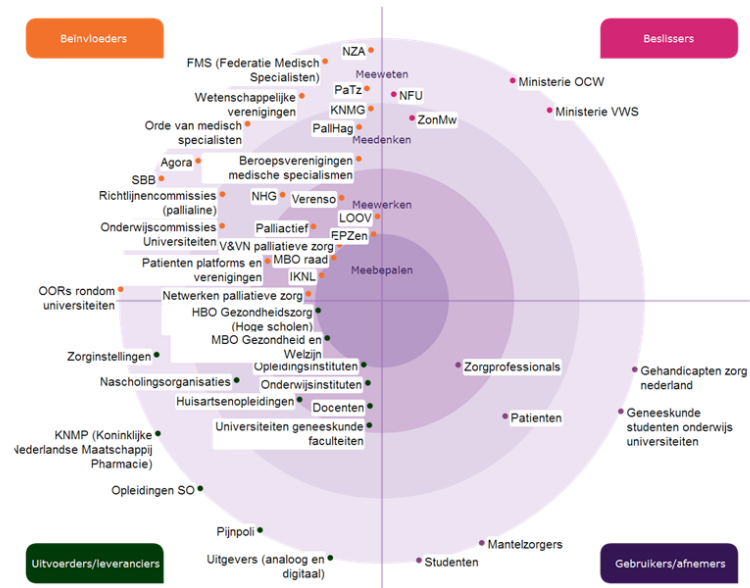 Beïnvloeders
Beslissers
NZA
FMS (Federatie Medisch
Specialisten)
Meeweten
Ministerie OCW
PaTz
NFU
Wetenschappelijke
verenigingen
KNMG
Ministerie VWS
ZonMw
Orde van medisch
specialisten
PallHag
Meedenken
Agora
Beroepsverenigingen
medische specialismen
SBB
Richtlijnencommissies
(pallialine)
NHG
Verenso
Meewerken
LOOV
Onderwijscommissies
Universiteiten
Palliactief
EPZen
V&VN palliatieve zorg
Patienten platforms en
verenigingen
MBO raad
Meebepalen
IKNL
OORs rondom
universiteiten
Netwerken palliatieve zorg
HBO Gezondheidszorg
(Hoge scholen)
MBO Gezondheid en
Welzijn
Zorginstellingen
Opleidingsinstituten
Zorgprofessionals
Gehandicapten zorg
nederland
Nascholingsorganisaties
Onderwijsinstituten
Huisartsenopleidingen
Docenten
Patienten
Geneeskunde
studenten onderwijs
universiteiten
Universiteiten geneeskunde
faculteiten
KNMP (Koninklijke
Nederlandse Maatschappij
Pharmacie)
Opleidingen SO
Pijnpoli
Mantelzorgers
Uitgevers (analoog en
digitaal)
Studenten
Uitvoerders/leveranciers
Gebruikers/afnemers